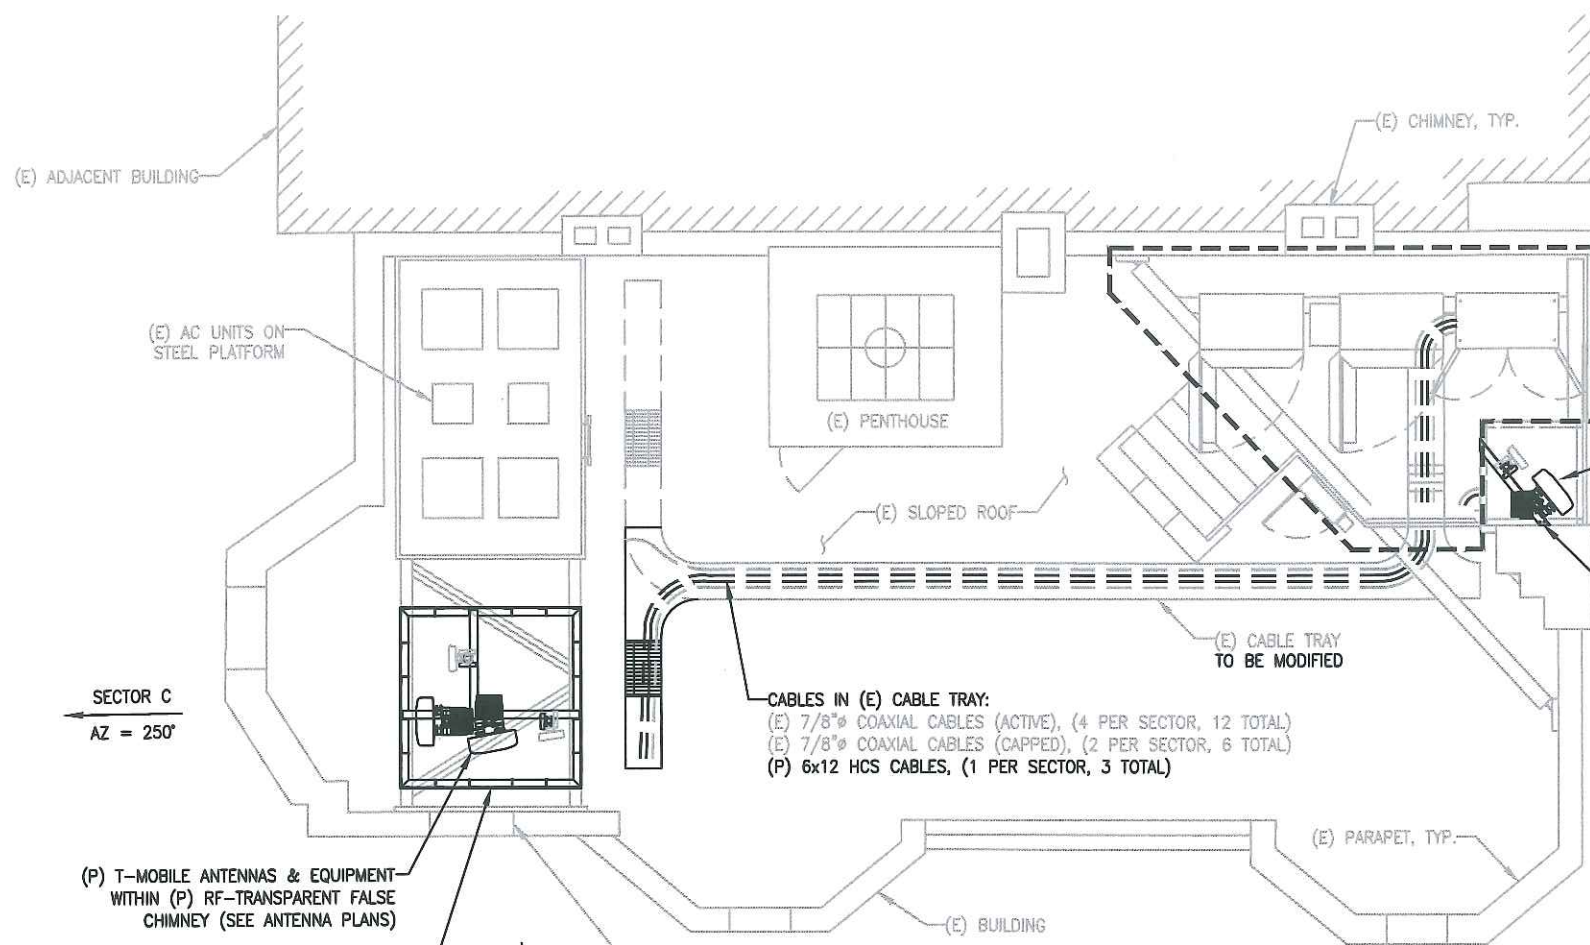 (E) CHIMNEY, TYP.
(E) ADJACENT BUILDING
(E) AC UNITS ON
STEEL PLATFORM
(E) PENTHOUSE
(E) SLOPED ROOF
(E) CABLE TRAY
TO BE MODIFIED
SECTOR C
AZ = 250°
CABLES IN (E) CABLE TRAY:
(E) 7/8"ø COAXIAL CABLES (ACTIVE), (4 PER SECTOR, 12 TOTAL)
(E) 7/8"ø COAXIAL CABLES (CAPPED), (2 PER SECTOR, 6 TOTAL)
(P) 6x12 HCS CABLES, (1 PER SECTOR, 3 TOTAL)
(E) PARAPET, TYP.
(P) T-MOBILE ANTENNAS & EQUIPMENT
WITHIN (P) RF-TRANSPARENT FALSE
CHIMNEY (SEE ANTENNA PLANS)
(E) BUILDING